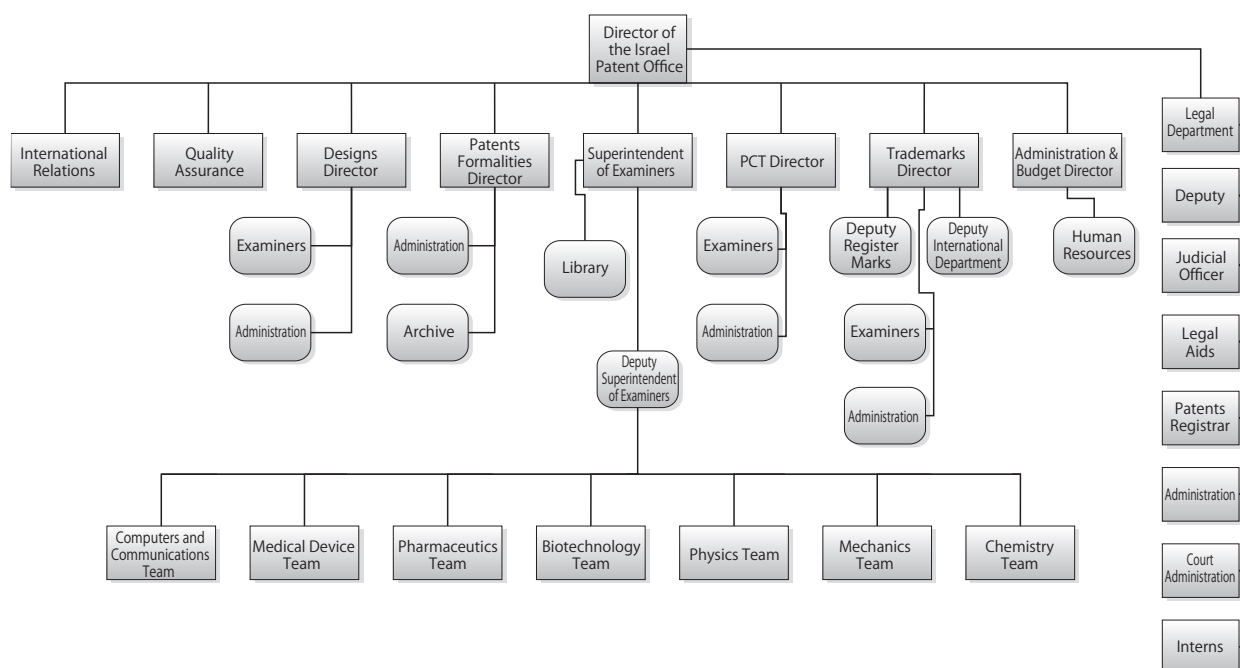 Director of
the Israel
Patent Office
International
Relations
Quality
Assurance
Designs
Director
Patents
Formalities
Director
Superintendent
of Examiners
PCT Director
Trademarks
Director
Administration &
Budget Director
Legal
Department
Examiners
Administration
Administration
Archive
Library
Deputy
Superintendent
of Examiners
Examiners
Administration
Deputy
Register
Marks
Deputy
International
Department
Examiners
Administration
Human
Resources
Deputy
Judicial
Officer
Legal
Aids
Patents
Registrar
Administration
Court
Administration
Interns
Computers and
Communications
Team
Medical Device
Team
Pharmaceutics
Team
Biotechnology
Team
Physics Team
Mechanics
Team
Chemistry
Team